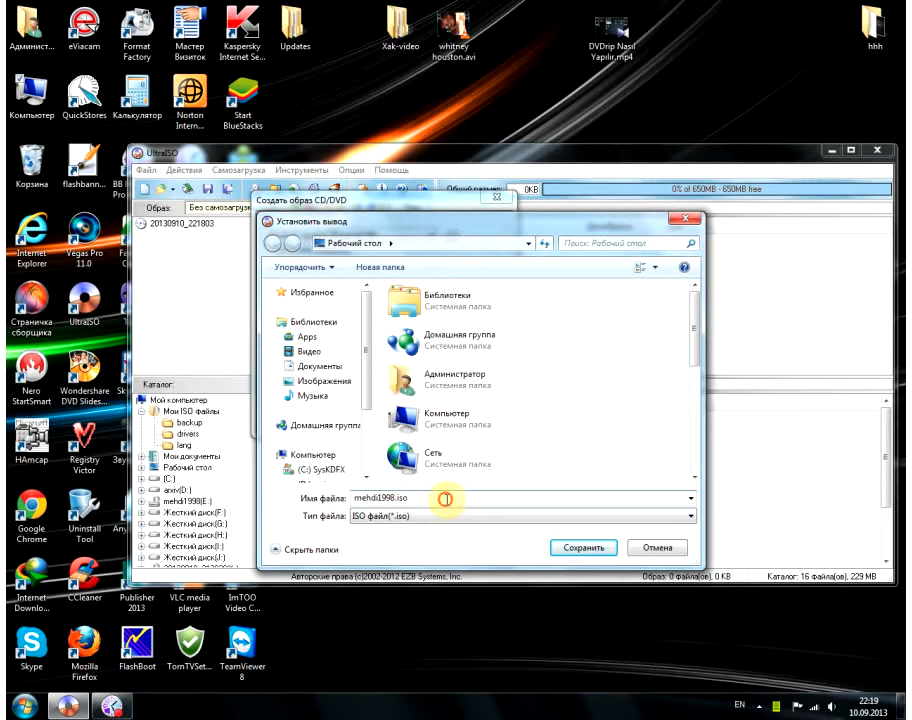 Админист...
eViacam
Format
Factory
Мастер
Визиток
Kaspersky
Internet Se...
Updates
Xak-video
whitney
houston.avi
DVDrip Nasıl
Yapılır.mp4
hhh
Компьютер
QuickStores
Калькулятор
Norton
Intern...
Start
BlueStacks
Корзина
flashbann...
Internet
Explorer
Vegas Pro
11.0
Страничка
сборщика
UltraISO
Nero
StartSmart
Wondershare
DVD Slides...
HAmcap
Registry
Victor
Google
Chrome
Uninstall
Tool
Internet
Downlo...
CCleaner
Publisher
2013
VLC media
player
ImTOO
Video C...
Skype
Mozilla
Firefox
FlashBoot
TornTVSet...
TeamViewer
8
UltraISO
Файл Действия Самозагрузка Инструменты Опции Помощь
Общий размер: 0KB
0% of 650MB - 650MB free
Образ:
Без самозагрузк
20130910_221803
Создать образ CD/DVD
Установить вывод
Рабочий стол
Поиск: Рабочий стол
Упорядочить
Новая папка
Избранное
Библиотеки
Apps
Видео
Документы
Изображения
Музыка
Домашняя группа
Компьютер
(C:) SysKDFX
Библиотеки
Системная папка
Домашняя группа
Системная папка
Администратор
Системная папка
Компьютер
Системная папка
Сеть
Системная папка
Имя файла: mehdi1998.iso
Тип файла: ISO файл(*.iso)
Скрыть папки
Сохранить
Отмена
Каталог:
Мой компьютер
Мои ISO файлы
backup
drivers
lang
Мои документы
Рабочий стол
(C:)
arxiv(D:)
mehdi1998(E:)
Жесткий диск(F:)
Жесткий диск(G:)
Жесткий диск(H:)
Жесткий диск(I:)
Жесткий диск(J:)
Авторские права (c)2002-2012 EZB Systems, Inc.
Образ: 0 файла(ов), 0 KB
Каталог: 16 файла(ов), 229 MB
EN
22:19
10.09.2013